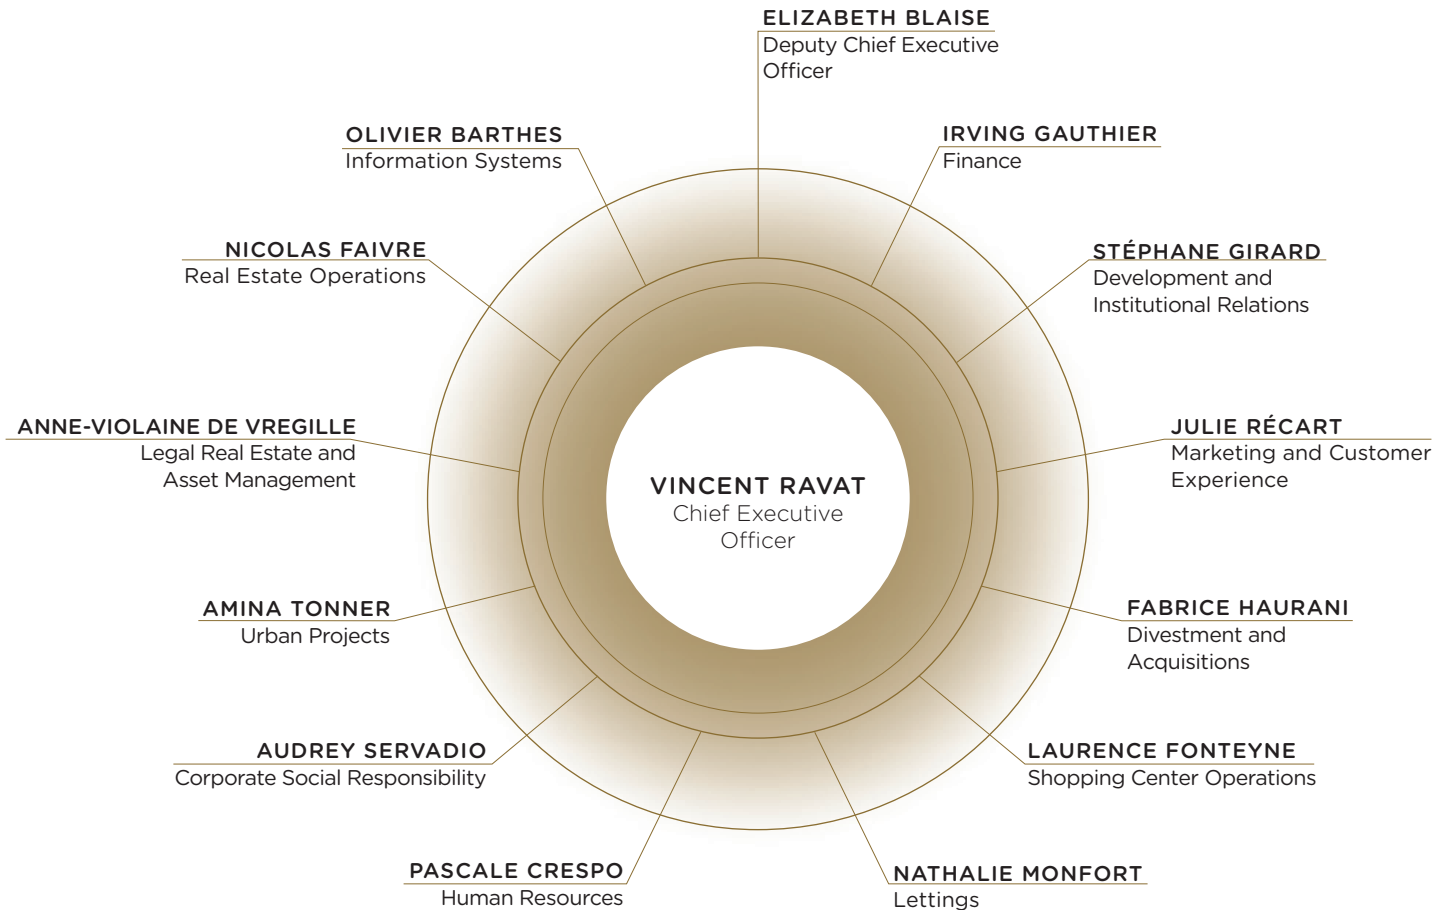 ELIZABETH BLAISE
Deputy Chief Executive
Officer
OLIVIER BARTHES
Information Systems
IRVING GAUTHIER
Finance
NICOLAS FAIVRE
Real Estate Operations
STÉPHANE GIRARD
Development and
Institutional Relations
ANNE-VIOLAINE DE VREGILLE
Legal Real Estate and
Asset Management
JULIE RÉCART
Marketing and Customer
Experience
VINCENT RAVAT
Chief Executive
Officer
AMINA TONNER
Urban Projects
FABRICE HAURANI
Divestment and
Acquisitions
AUDREY SERVADIO
Corporate Social Responsibility
LAURENCE FONTEYNE
Shopping Center Operations
PASCALE CRESPO
Human Resources
NATHALIE MONFORT
Lettings